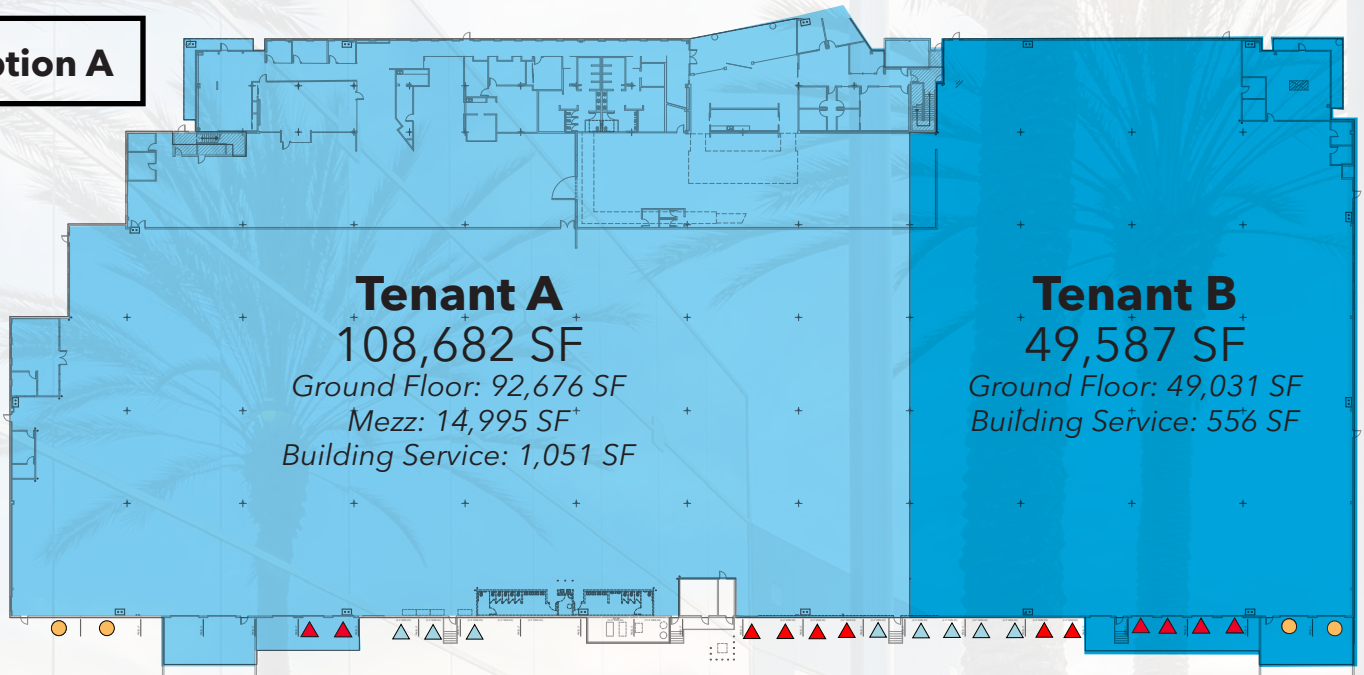 tion A
Tenant A
108,682 SF
Ground Floor: 92,676 SF
Mezz: 14,995 SF
Building Service: 1,051 SF
Tenant B
49,587 SF
Ground Floor: 49,031 SF
Building Service: 556 SF